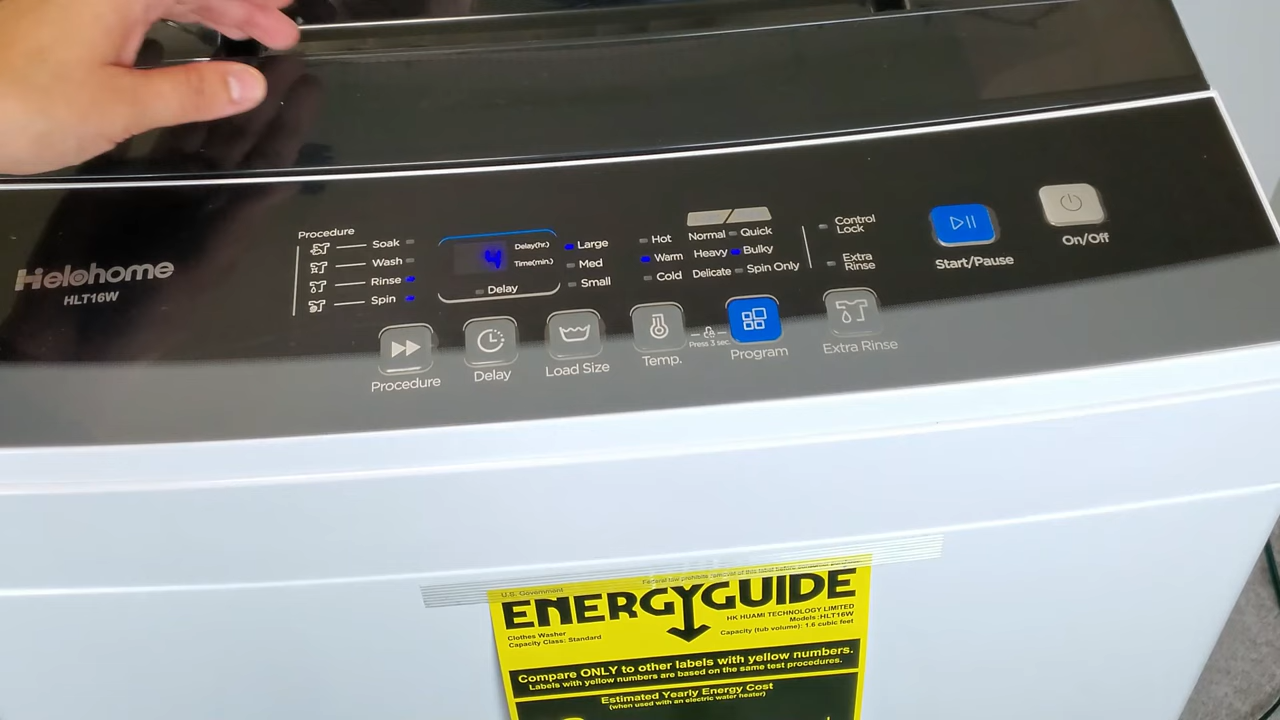 Helohome
HLT16W
Procedure
Soak
Wash
Rinse
Spin
4
Delay(hr.)
Time(min.)
Delay
Large
Med
Small
Hot
Warm
Cold
Normal Quick
Heavy Bulky
Delicate Spin Only
Control
Lock
Extra
Rinse
Start/Pause
On/Off
Procedure
Delay
Load Size
Temp.
Press 3 sec.
Program
Extra Rinse
U.S. Government
Federal law prohibits removal of this label before consumer purchase
ENERGYGUIDE
Clothes Washer
Capacity Class: Standard
HK HUAMI TECHNOLOGY LIMITED
Models:HLT16W
Capacity (tub volume): 1.6 cubic feet
Compare ONLY to other labels with yellow numbers.
Labels with yellow numbers are based on the same test procedures.
Estimated Yearly Energy Cost
(when used with an electric water heater)